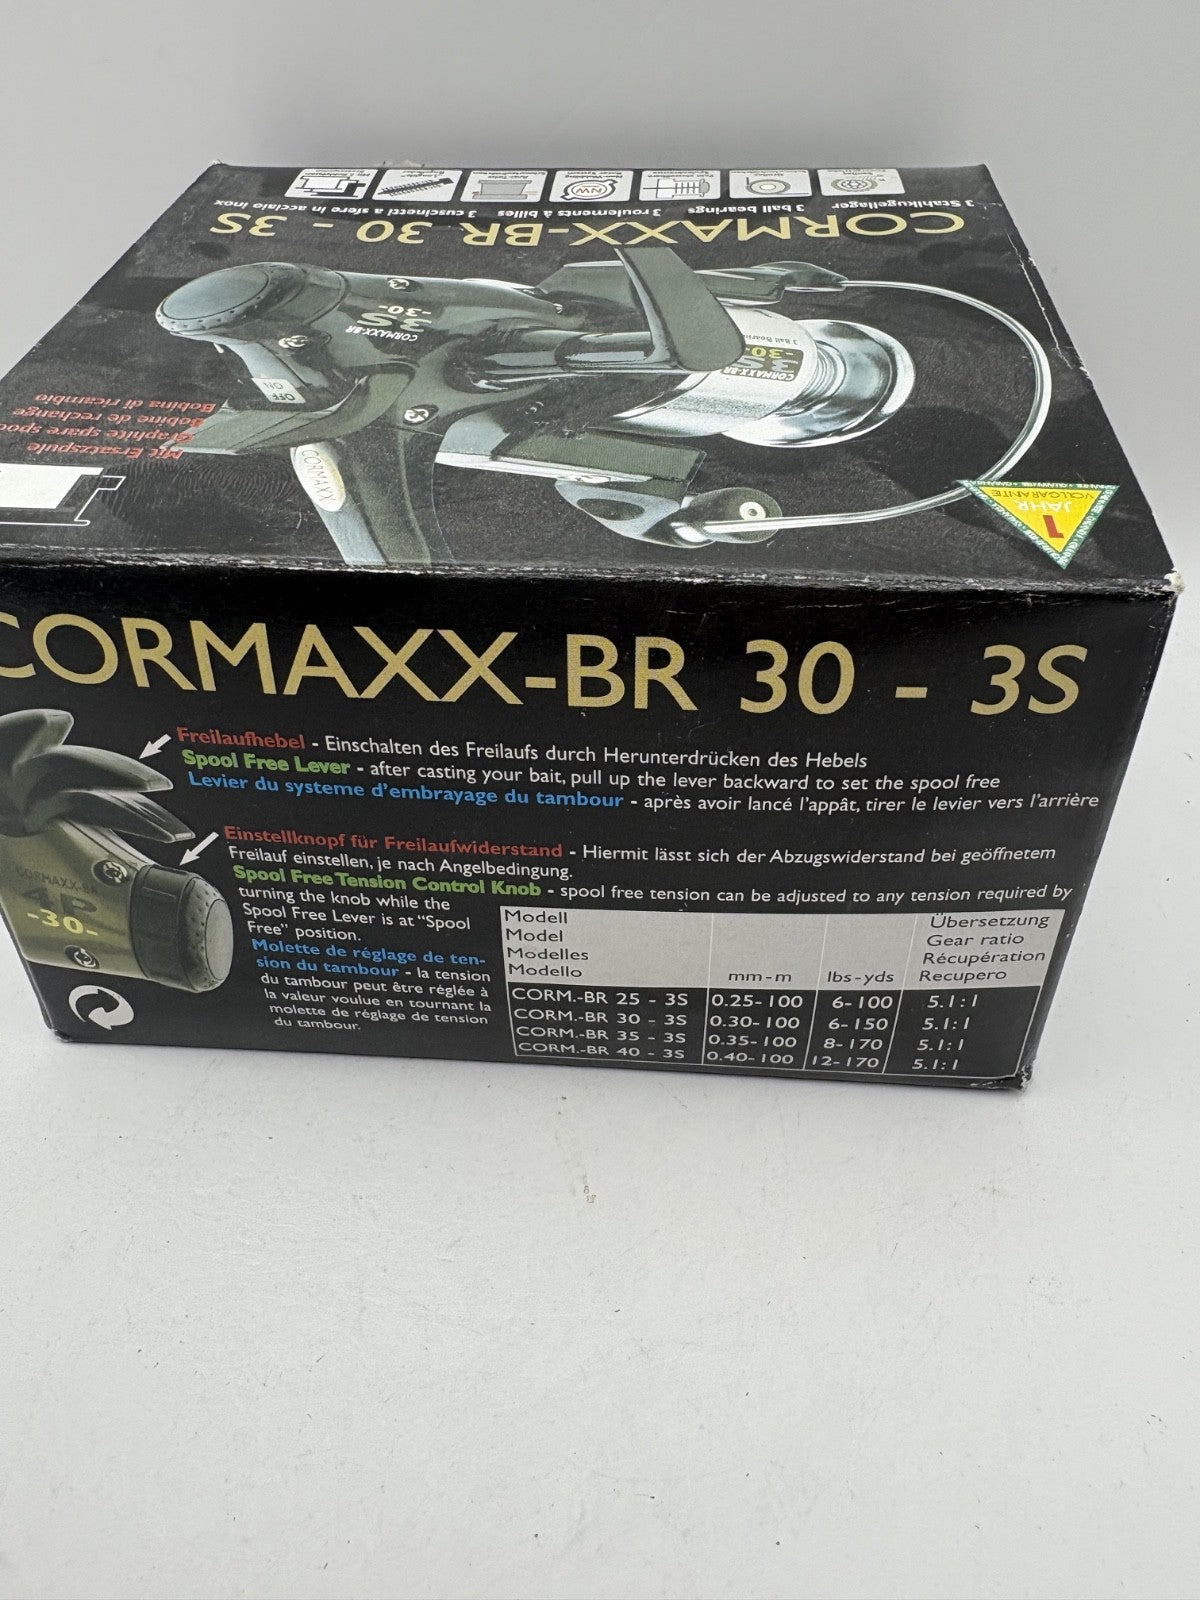 3 Stahlkugellager 3 ball bearings 3 roulements à billes 3 cuscinetti a sfere in acciaio inox
CORMAXX-BR 30 - 3S
NW
CORMAXX-BR
3S
-30-
CORMAXX-BR
3S
-30-
3 Ball Bearing
OFF
ON
CORMAXX
Mit Ersatzspule
Graphite spare spool
Bobine de rechange
Bobina di ricambio
1
JAHR
VOLLGARANTIE
CORMAXX-BR 30 - 3S
Freilaufhebel - Einschalten des Freilaufs durch Herunterdrücken des Hebels
Spool Free Lever - after casting your bait, pull up the lever backward to set the spool free
Levier du systeme d'embrayage du tambour - après avoir lancé l'appât, tirer le levier vers l'arrière
Einstellknopf für Freilaufwiderstand - Hiermit lässt sich der Abzugswiderstand bei geöffnetem
Freilauf einstellen, je nach Angelbedingung.
Spool Free Tension Control Knob - spool free tension can be adjusted to any tension required by
turning the knob while the
Spool Free Lever is at "Spool
Free" position.
Molette de réglage de ten-
sion du tambour - la tension
du tambour peut être réglée à
la valeur voulue en tournant la
molette de réglage de tension
du tambour.
CORMAXX-BR
-30-
Modell Übersetzung
Model Gear ratio
Modelles Récupération
Modello mm-m lbs-yds Recupero
CORM.-BR 25 - 3S 0.25-100 6-100 5.1:1
CORM.-BR 30 - 3S 0.30-100 6-150 5.1:1
CORM.-BR 35 - 3S 0.35-100 8-170 5.1:1
CORM.-BR 40 - 3S 0.40-100 12-170 5.1:1